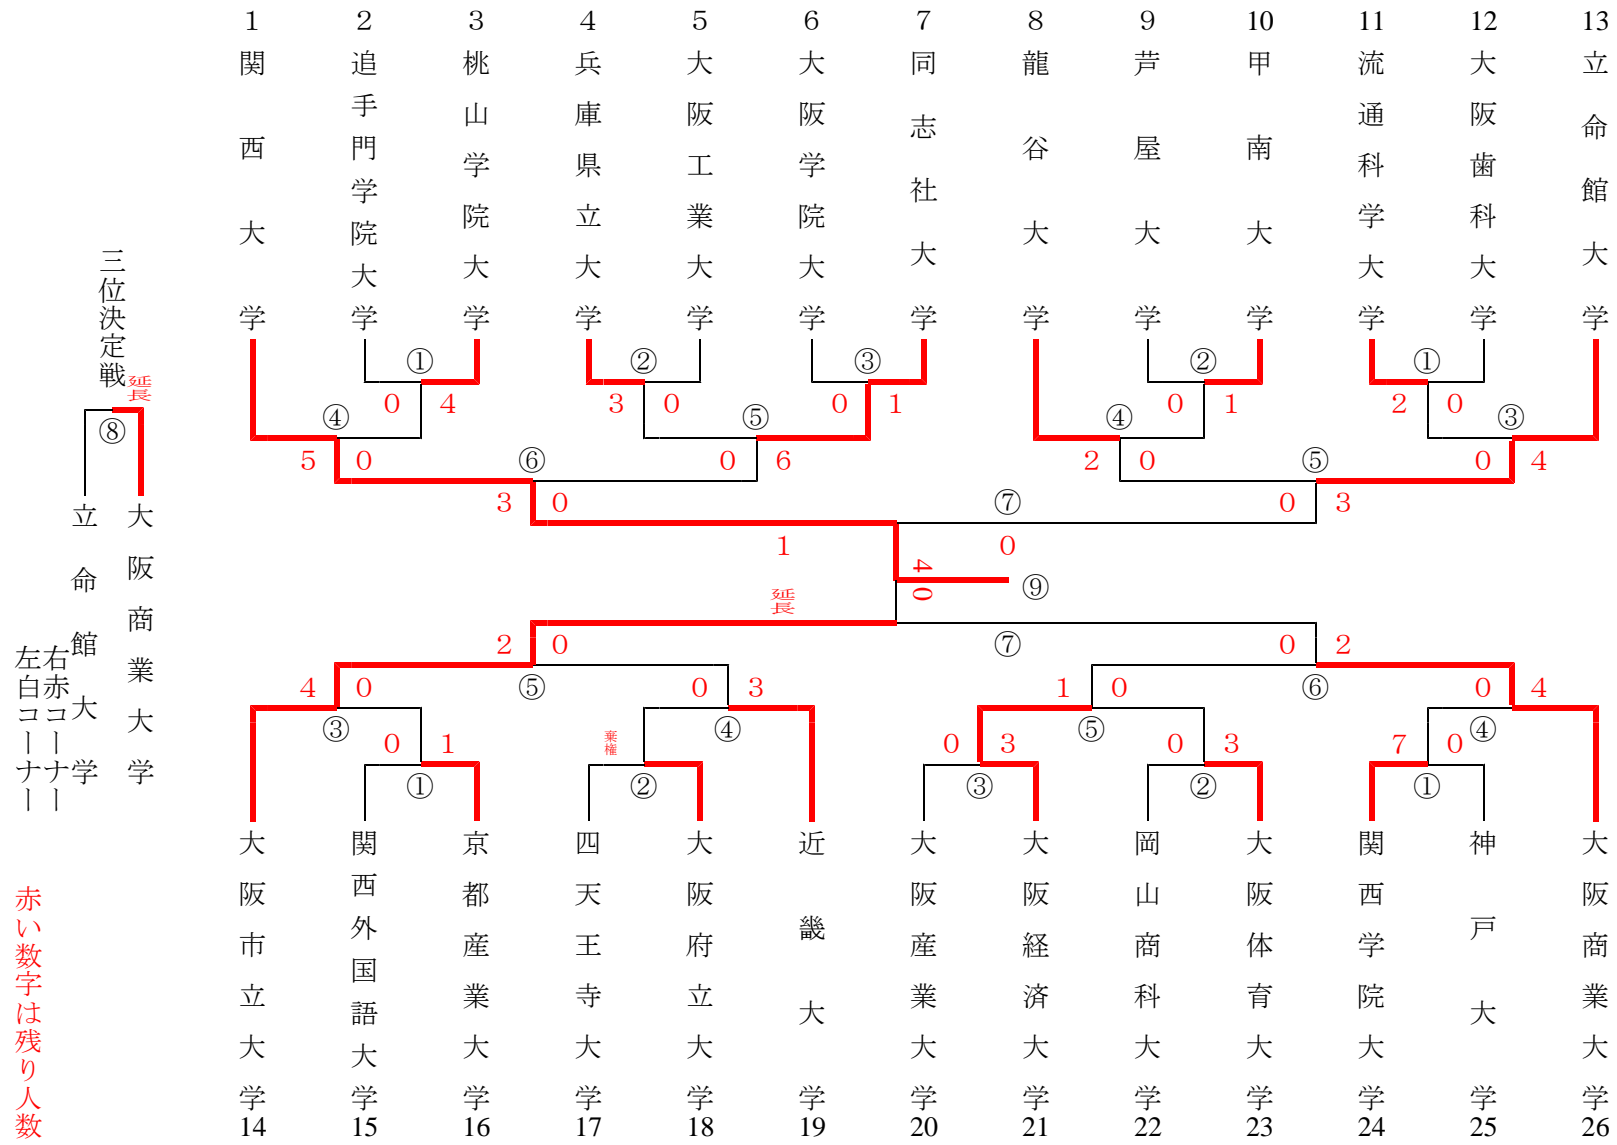 1 2 3 4 5 6 7 8 9 10 11 12 13
関西大学
追手門学院大学
桃山学院大学
兵庫県立大学
大阪工業大学
大阪学院大学
同志社大学
龍谷大学
芦屋大学
甲南大学
流通科学大学
大阪歯科大学
立命館大学
三位決定戦
延長
⑧
立命館大学
大阪商業大学
右赤コーナー
左白コーナー
赤い数字は残り人数
① ② ③ ② ①
0 4 3 0 0 1 0 1 2 0
④ ⑤ ④ ③
5 0 0 6 2 0 0 4
⑥ ⑤
3 0 0 3
⑦
1 0
4 0
⑨
延長
⑦
2 0 0 2
⑤ ⑥
4 0 0 3 1 0 0 4
③ ④ ⑤ ④
0 1 棄権 0 3 0 3 7 0
① ② ③ ② ①
大阪市立大学
関西外国語大学
京都産業大学
四天王寺大学
大阪府立大学
近畿大学
大阪産業大学
大阪経済大学
岡山商科大学
大阪体育大学
関西学院大学
神戸大学
大阪商業大学
14 15 16 17 18 19 20 21 22 23 24 25 26